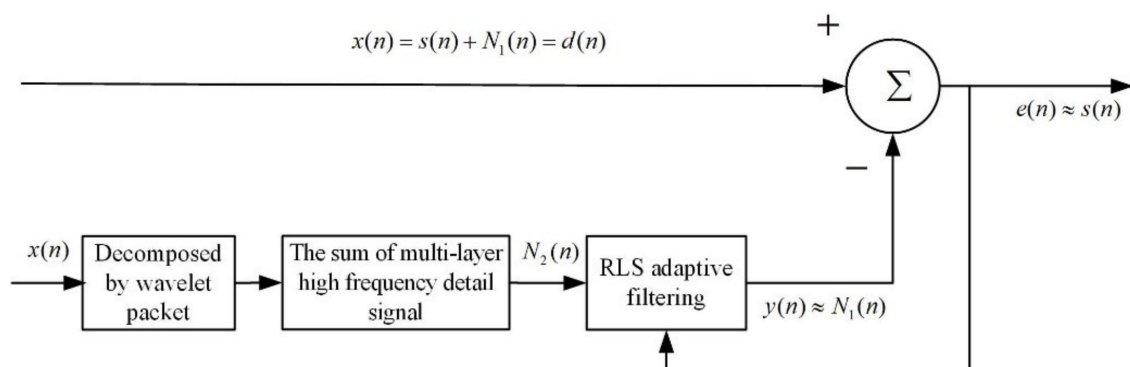 x(n) = s(n) + N₁(n) = d(n)
+
Σ
e(n) ≈ s(n)
−
x(n)
Decomposed
by wavelet
packet
The sum of multi-layer
high frequency detail
signal
N₂(n)
RLS adaptive
filtering
y(n) ≈ N₁(n)